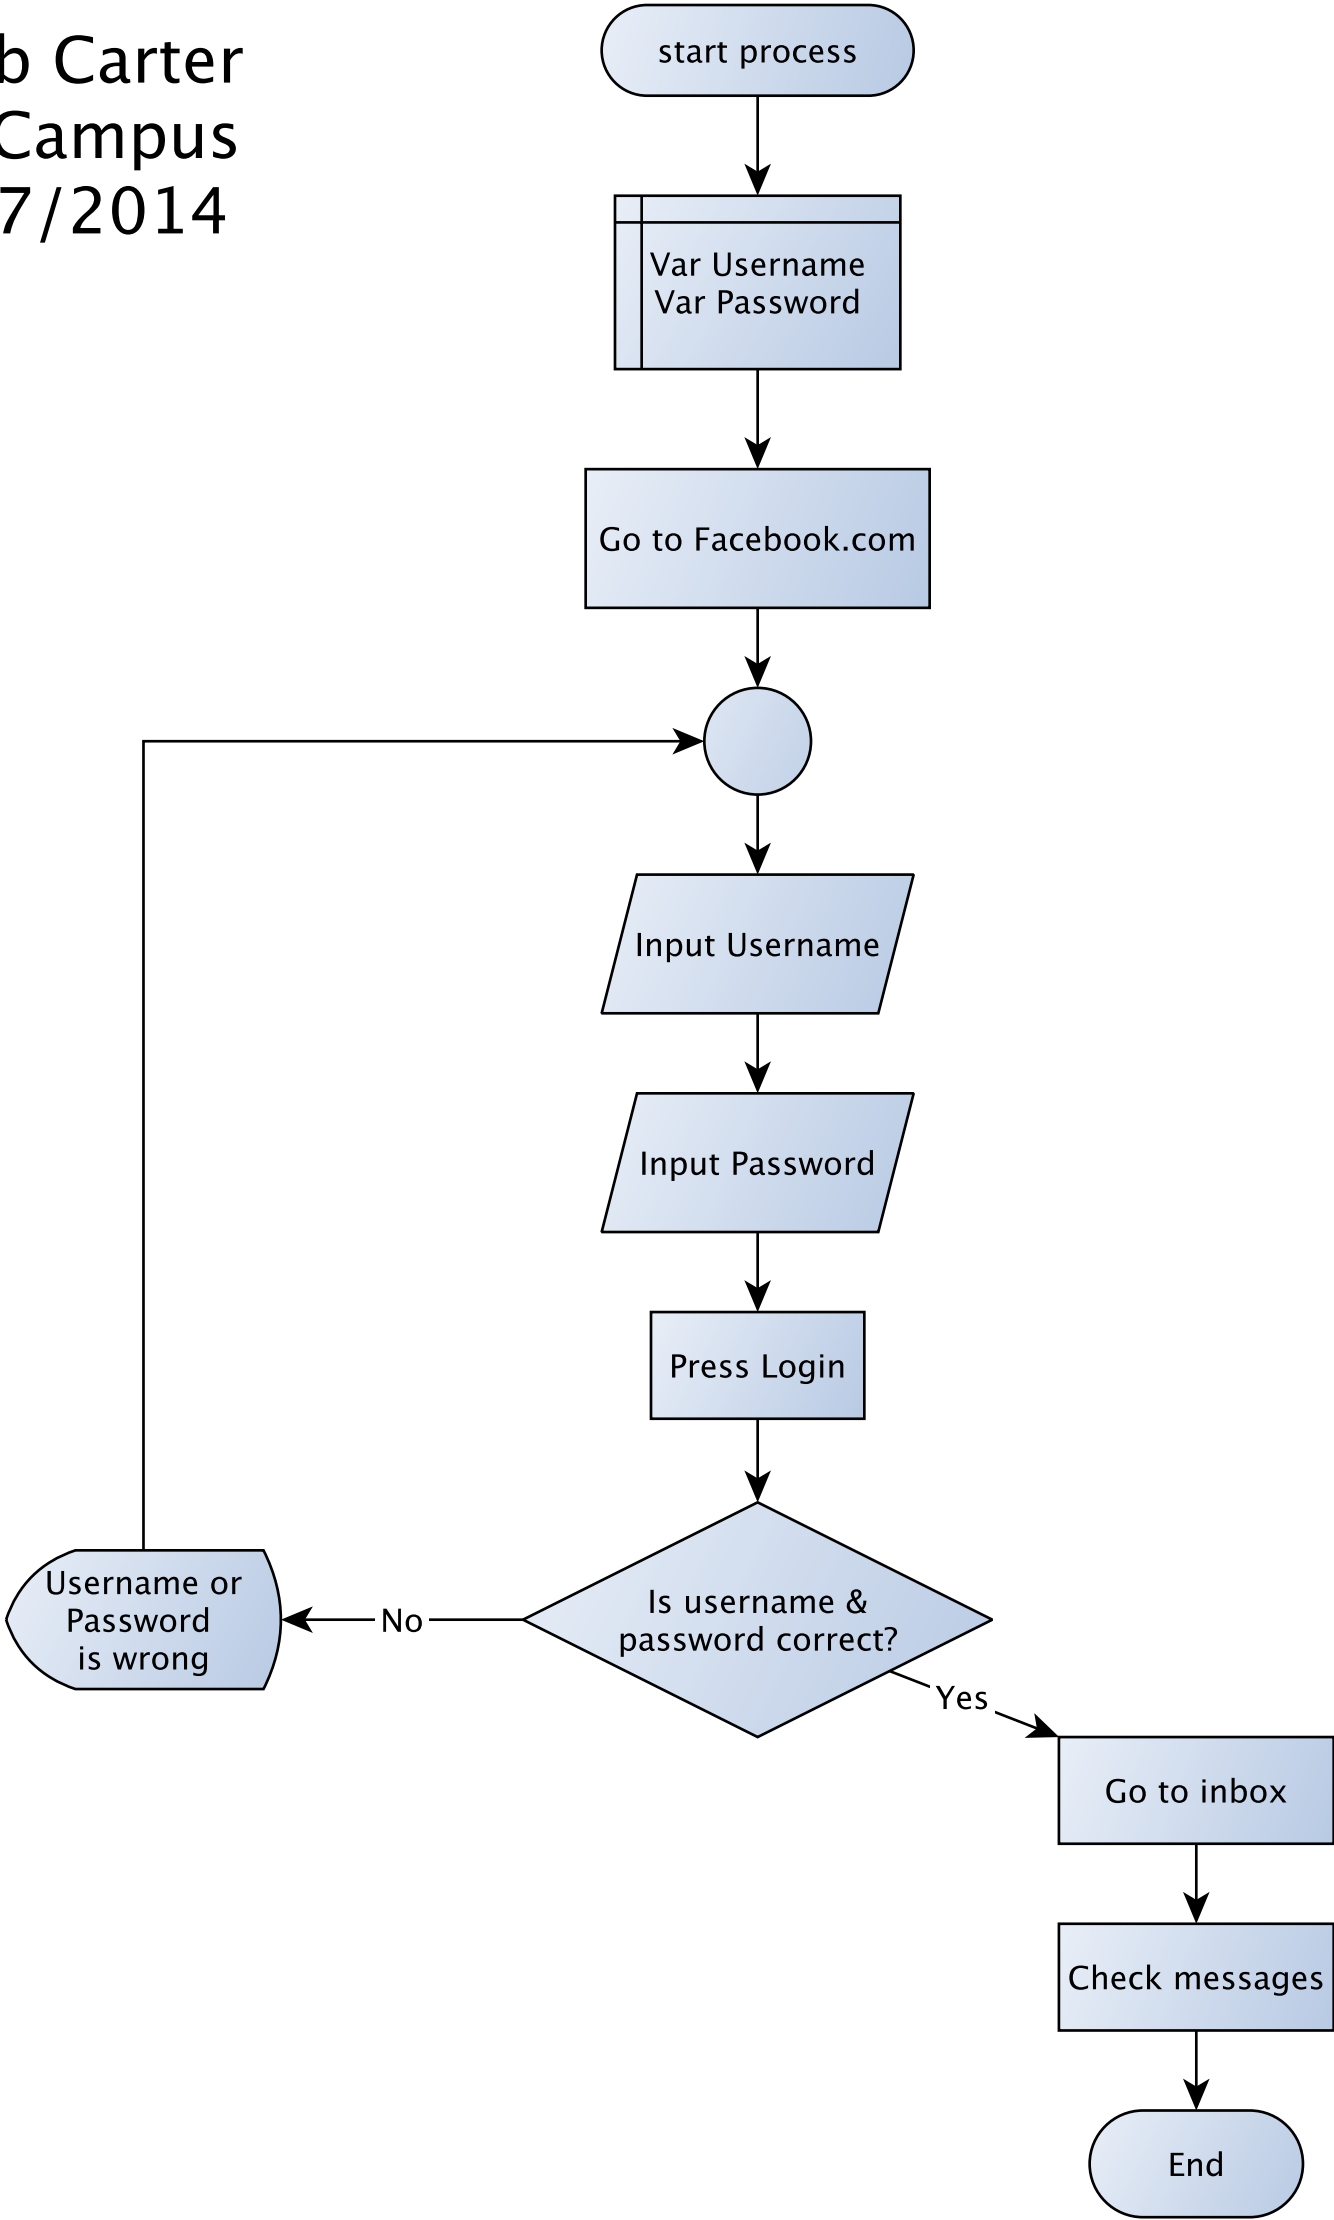 b Carter
Campus
7/2014
start process
Var Username
Var Password
Go to Facebook.com
Input Username
Input Password
Press Login
Is username &
password correct?
No
Username or
Password
is wrong
Yes
Go to inbox
Check messages
End